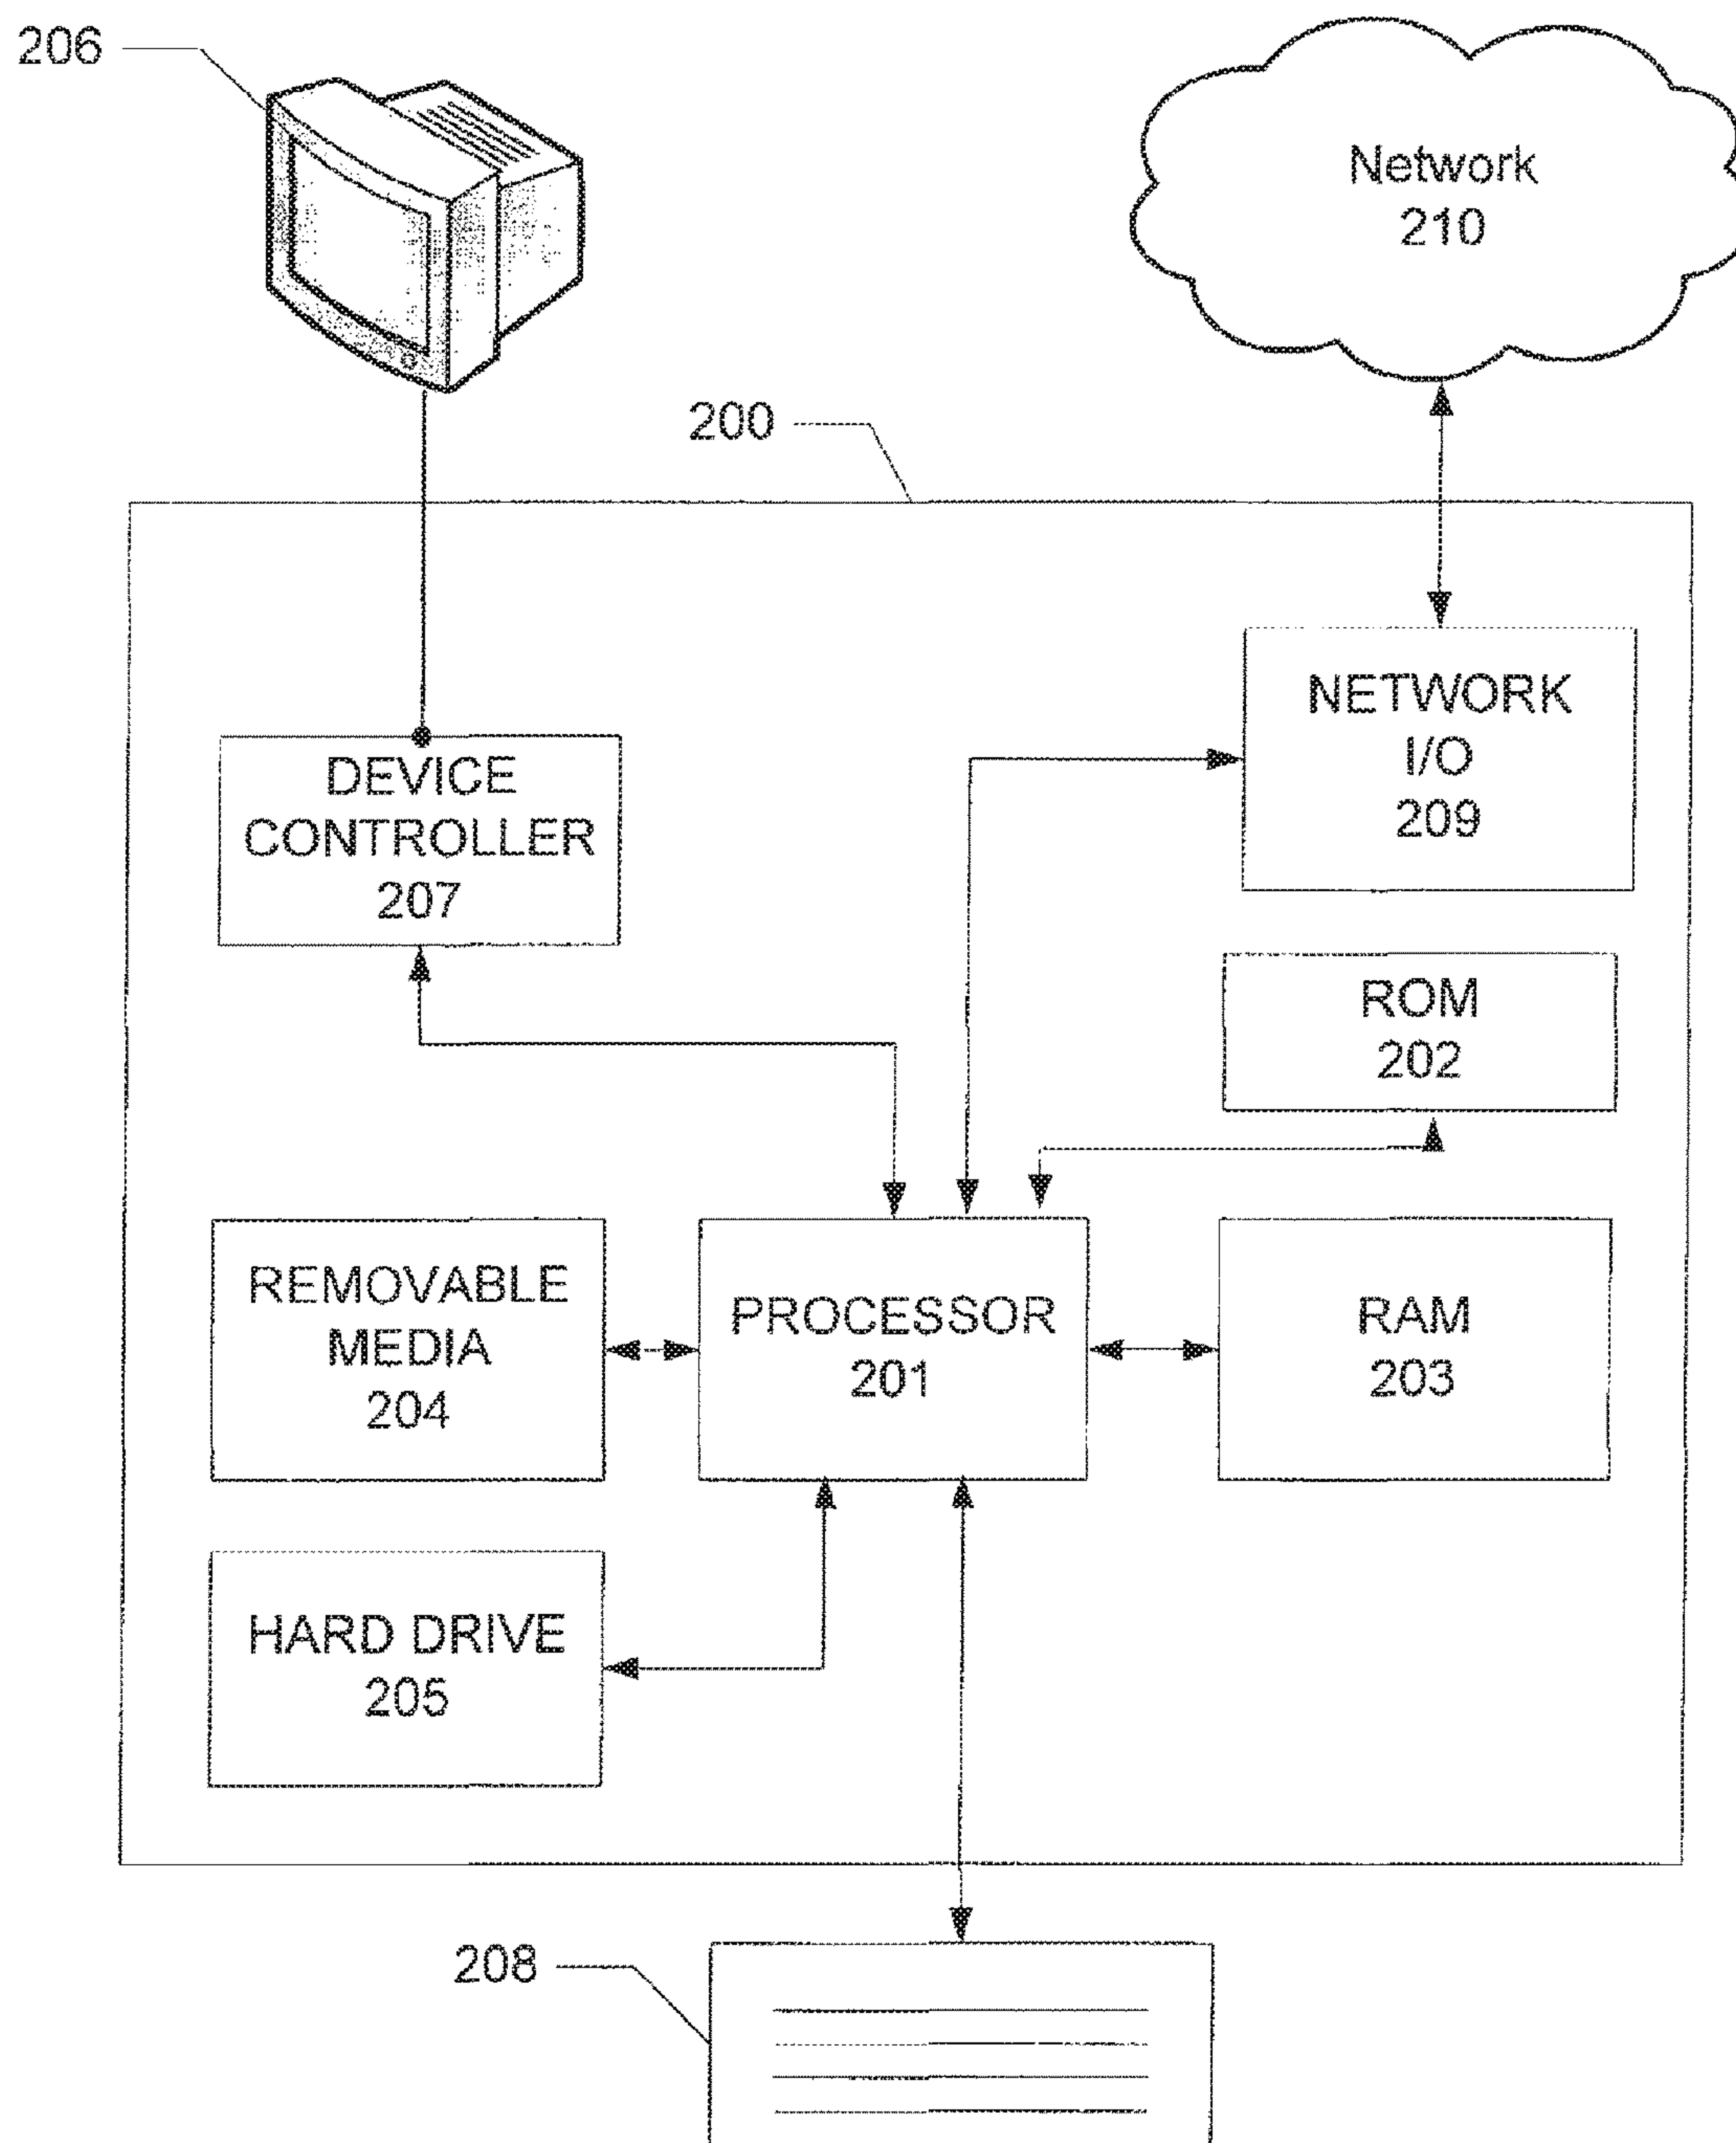 206
Network
210
200
NETWORK
I/O
209
DEVICE
CONTROLLER
207
ROM
202
REMOVABLE
MEDIA
204
PROCESSOR
201
RAM
203
HARD DRIVE
205
208